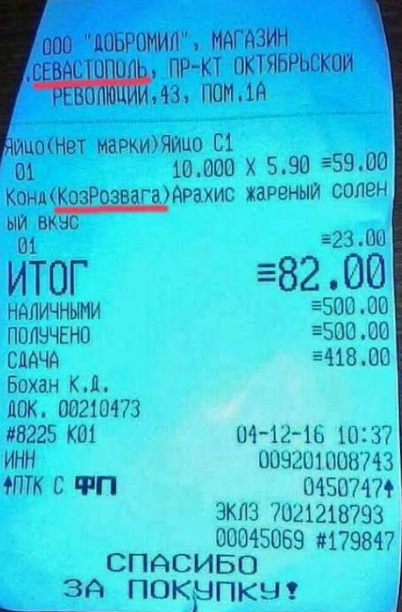 ООО "ДОБРОМИЛ", МАГАЗИН
,СЕВАСТОПОЛЬ, ПР-КТ ОКТЯБРЬСКОЙ
РЕВОЛЮЦИИ,43, ПОМ.1А
Яйцо(Нет марки)Яйцо С1
01 10.000 X 5.90 ≡59.00
Конд(КозРозвага)Арахис жареный солен
ый вкус
01 ≡23.00
ИТОГ ≡82.00
НАЛИЧНЫМИ ≡500.00
ПОЛУЧЕНО ≡500.00
СДАЧА ≡418.00
Бохан К.Д.
ДОК. 00210473
#8225 К01 04-12-16 10:37
ИНН 009201008743
↑ПТК С ФП 0450747↑
ЭКЛЗ 7021218793
00045069 #179847
СПАСИБО
ЗА ПОКУПКУ!